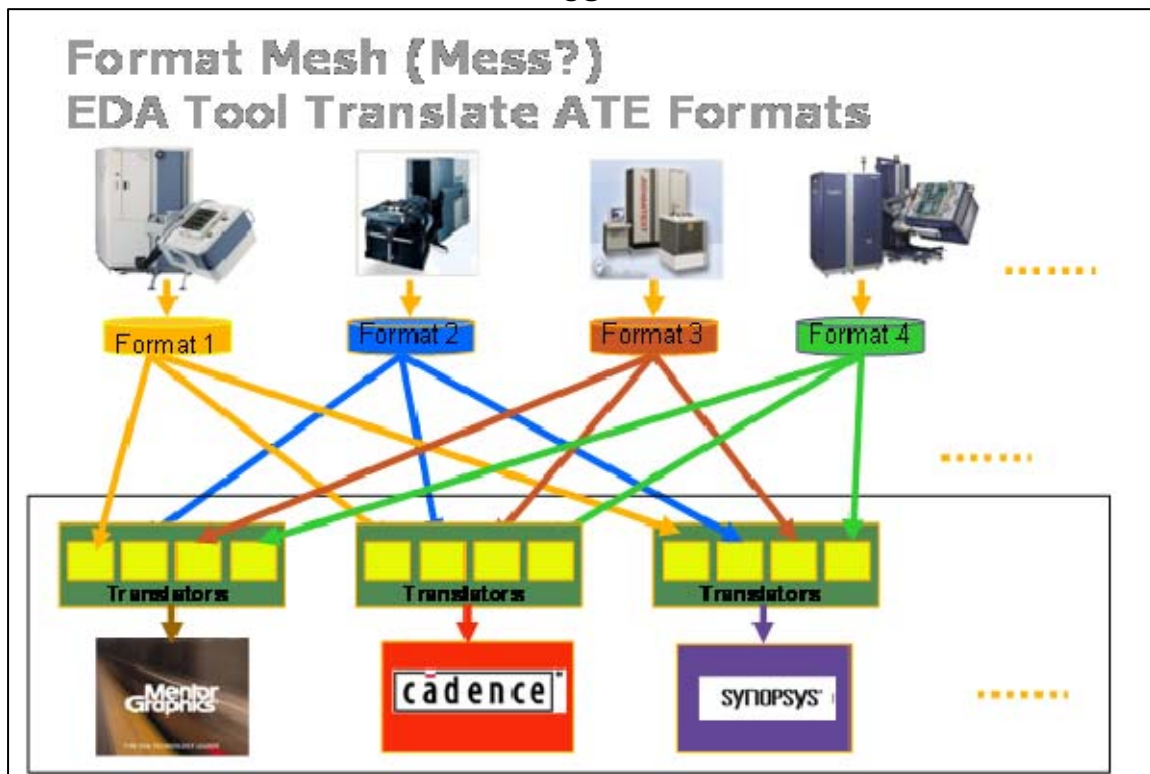 Format Mesh (Mess?)
EDA Tool Translate ATE Formats
Format 1
Format 2
Format 3
Format 4
Translators
Translators
Translators
Mentor
Graphics
cādence
SYNOPSYS